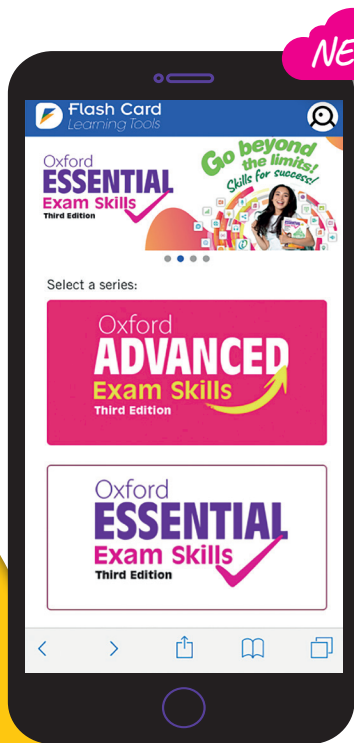 NE
Flash Card
Learning Tools
Oxford
ESSENTIAL
Exam Skills
Third Edition
Go beyond
the limits!
Skills for success!
Select a series:
Oxford
ADVANCED
Exam Skills
Third Edition
Oxford
ESSENTIAL
Exam Skills
Third Edition